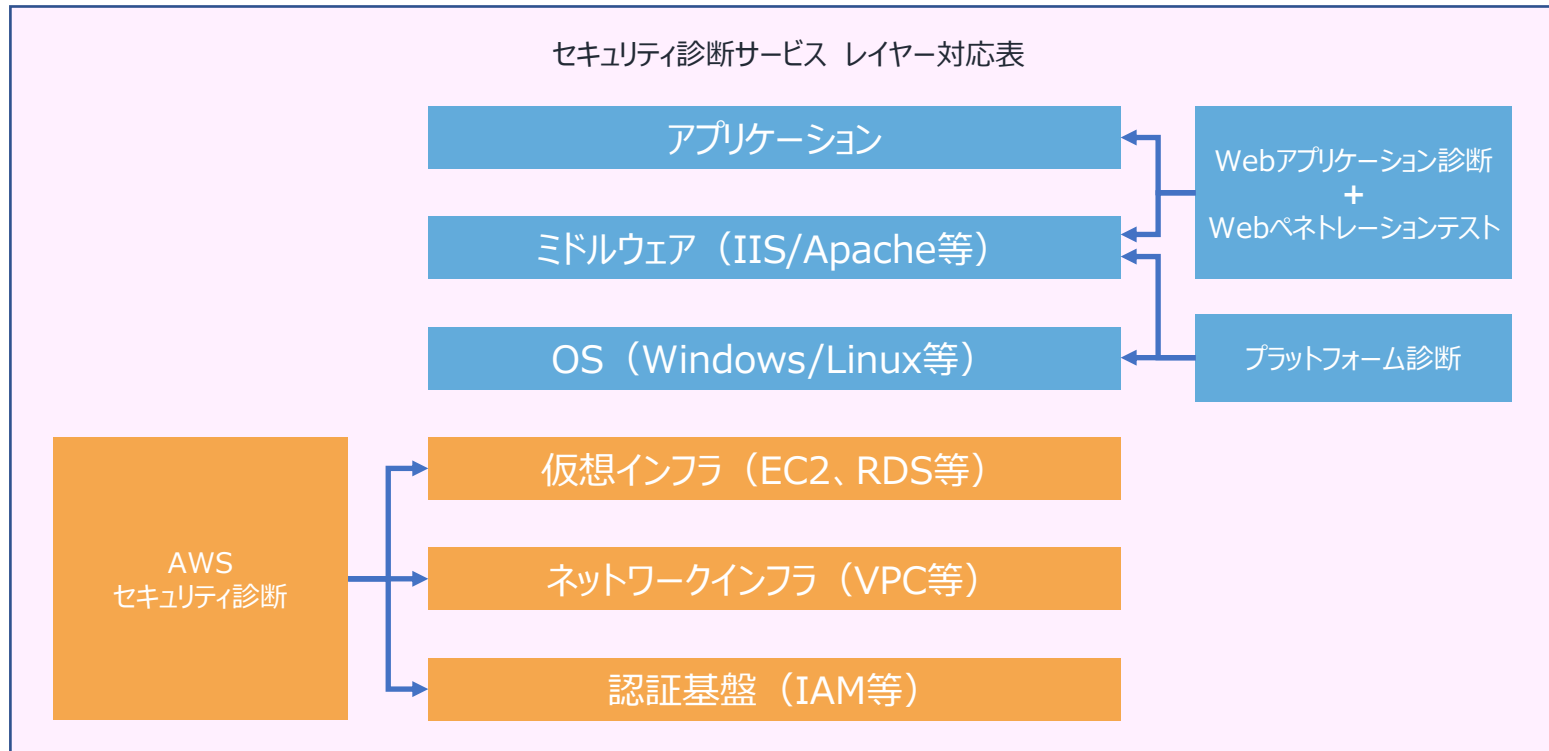 セキュリティ診断サービス レイヤー対応表
アプリケーション
Webアプリケーション診断
+
Webペネトレーションテスト
ミドルウェア（IIS/Apache等）
OS（Windows/Linux等）
プラットフォーム診断
AWS
セキュリティ診断
仮想インフラ（EC2、RDS等）
ネットワークインフラ（VPC等）
認証基盤（IAM等）